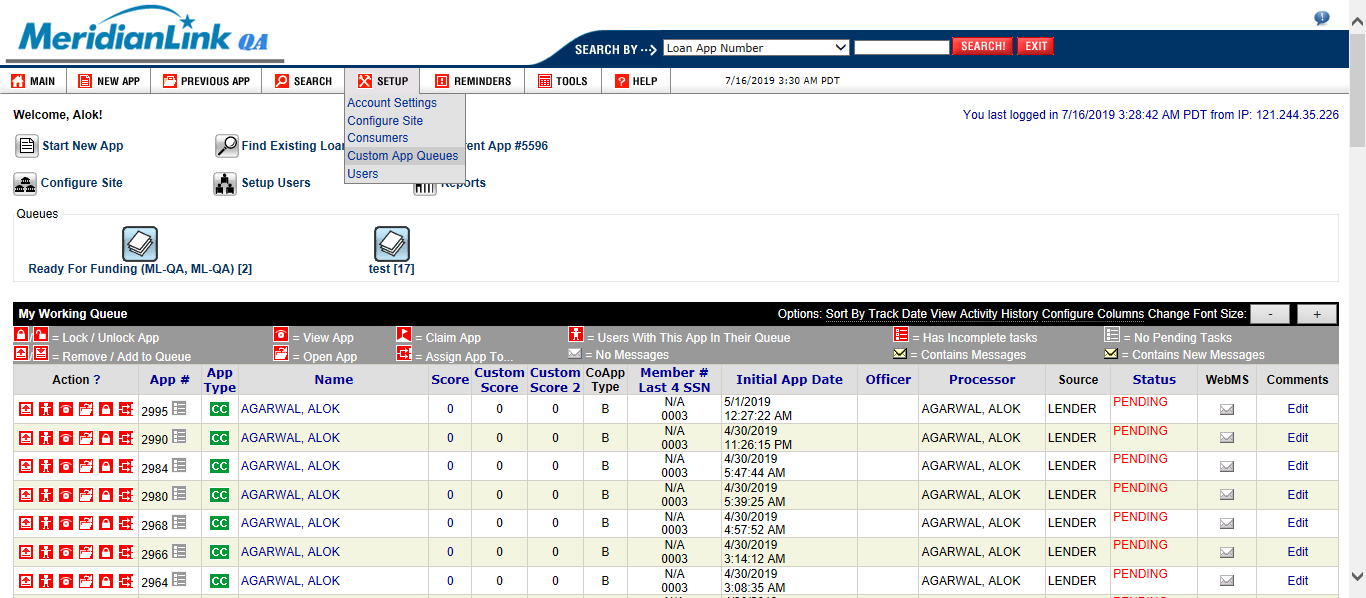 MeridianLink QA
SEARCH BY ···> Loan App Number SEARCH! EXIT
MAIN NEW APP PREVIOUS APP SEARCH SETUP REMINDERS TOOLS ? HELP 7/16/2019 3:30 AM PDT
Account Settings
Configure Site
Consumers
Custom App Queues
Users
Welcome, Alok! You last logged in 7/16/2019 3:28:42 AM PDT from IP: 121.244.35.226
Start New App Find Existing Loan rent App #5596
Configure Site Setup Users Reports
Queues
Ready For Funding (ML-QA, ML-QA) [2] test [17]
My Working Queue Options: Sort By Track Date View Activity History Configure Columns Change Font Size: - +
/ = Lock / Unlock App = View App = Claim App = Users With This App In Their Queue = Has Incomplete tasks = No Pending Tasks
/ = Remove / Add to Queue = Open App = Assign App To... = No Messages = Contains Messages = Contains New Messages
Action ? App # App Type Name Score Custom Score Custom Score 2 CoApp Type Member # Last 4 SSN Initial App Date Officer Processor Source Status WebMS Comments
2995 CC AGARWAL, ALOK 0 0 0 B N/A 0003 5/1/2019 12:27:22 AM AGARWAL, ALOK LENDER PENDING Edit
2990 CC AGARWAL, ALOK 0 0 0 B N/A 0003 4/30/2019 11:26:15 PM AGARWAL, ALOK LENDER PENDING Edit
2984 CC AGARWAL, ALOK 0 0 0 B N/A 0003 4/30/2019 5:47:44 AM AGARWAL, ALOK LENDER PENDING Edit
2980 CC AGARWAL, ALOK 0 0 0 B N/A 0003 4/30/2019 5:39:25 AM AGARWAL, ALOK LENDER PENDING Edit
2968 CC AGARWAL, ALOK 0 0 0 B N/A 0003 4/30/2019 4:57:52 AM AGARWAL, ALOK LENDER PENDING Edit
2966 CC AGARWAL, ALOK 0 0 0 B N/A 0003 4/30/2019 3:14:12 AM AGARWAL, ALOK LENDER PENDING Edit
2964 CC AGARWAL, ALOK 0 0 0 B N/A 0003 4/30/2019 3:08:35 AM AGARWAL, ALOK LENDER PENDING Edit